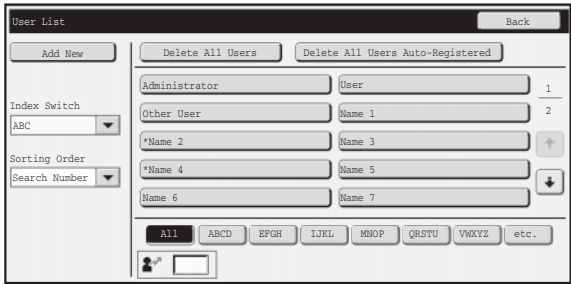 User List Back
Add New Delete All Users Delete All Users Auto-Registered
Administrator User 1
Index Switch
Other User Name 1 2
ABC
*Name 2 Name 3
Sorting Order
*Name 4 Name 5
Search Number
Name 6 Name 7
All ABCD EFGH IJKL MNOP QRSTU VWXYZ etc.